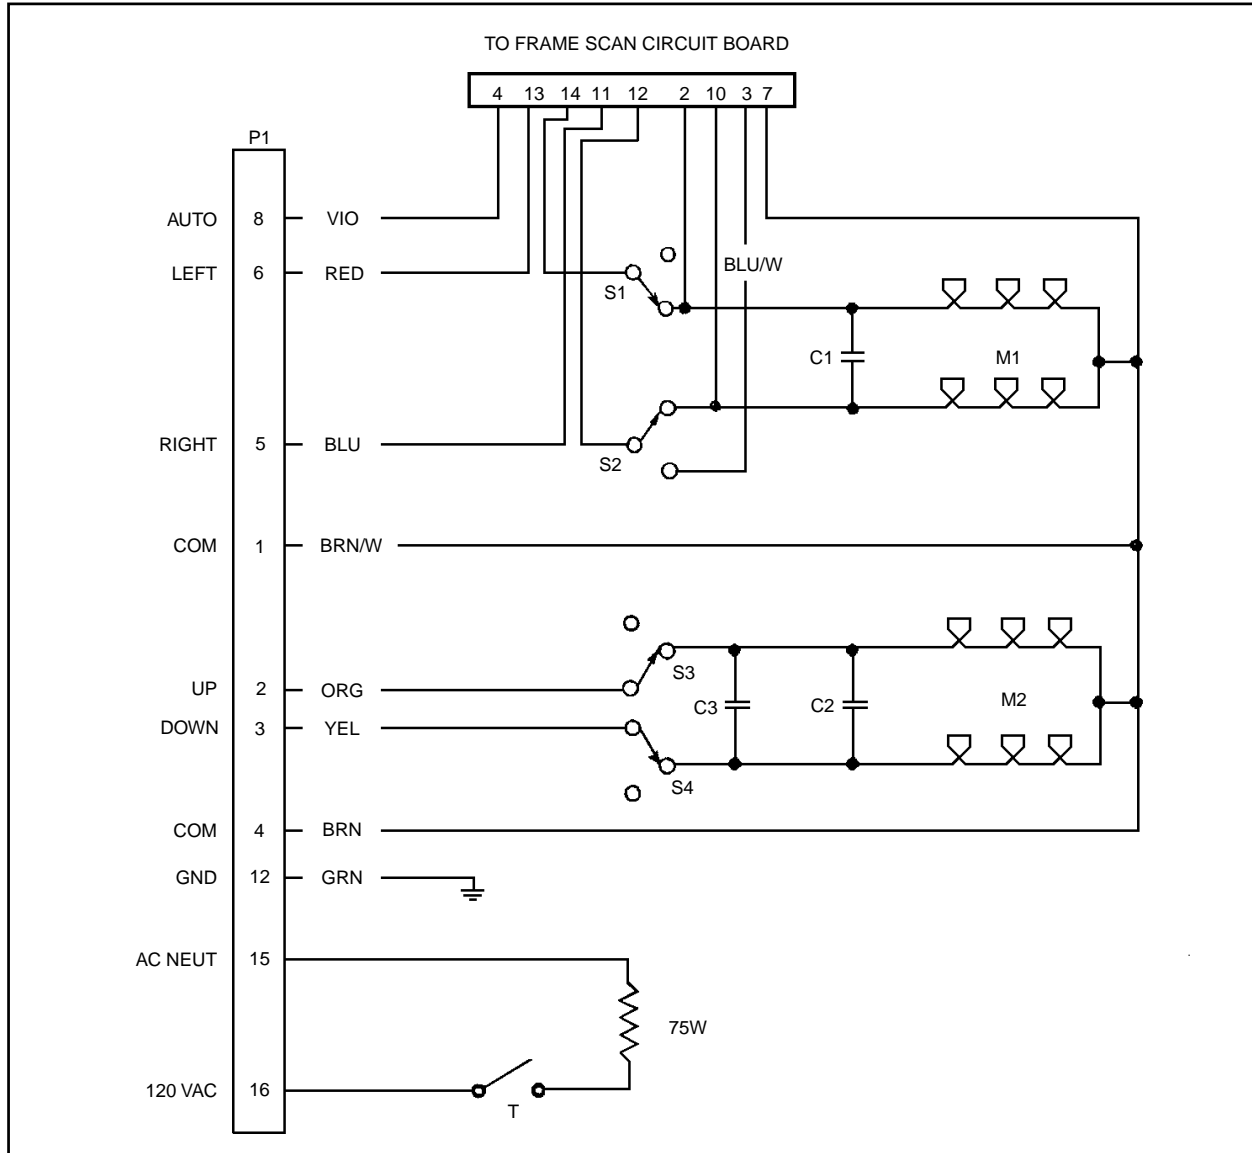 TO FRAME SCAN CIRCUIT BOARD
4 13 14 11 12 2 10 3 7
P1
AUTO 8 VIO
LEFT 6 RED
BLU/W
S1
C1
M1
RIGHT 5 BLU
S2
COM 1 BRN/W
S3
UP 2 ORG
C3
C2
M2
DOWN 3 YEL
S4
COM 4 BRN
GND 12 GRN
AC NEUT 15
75W
120 VAC 16
T